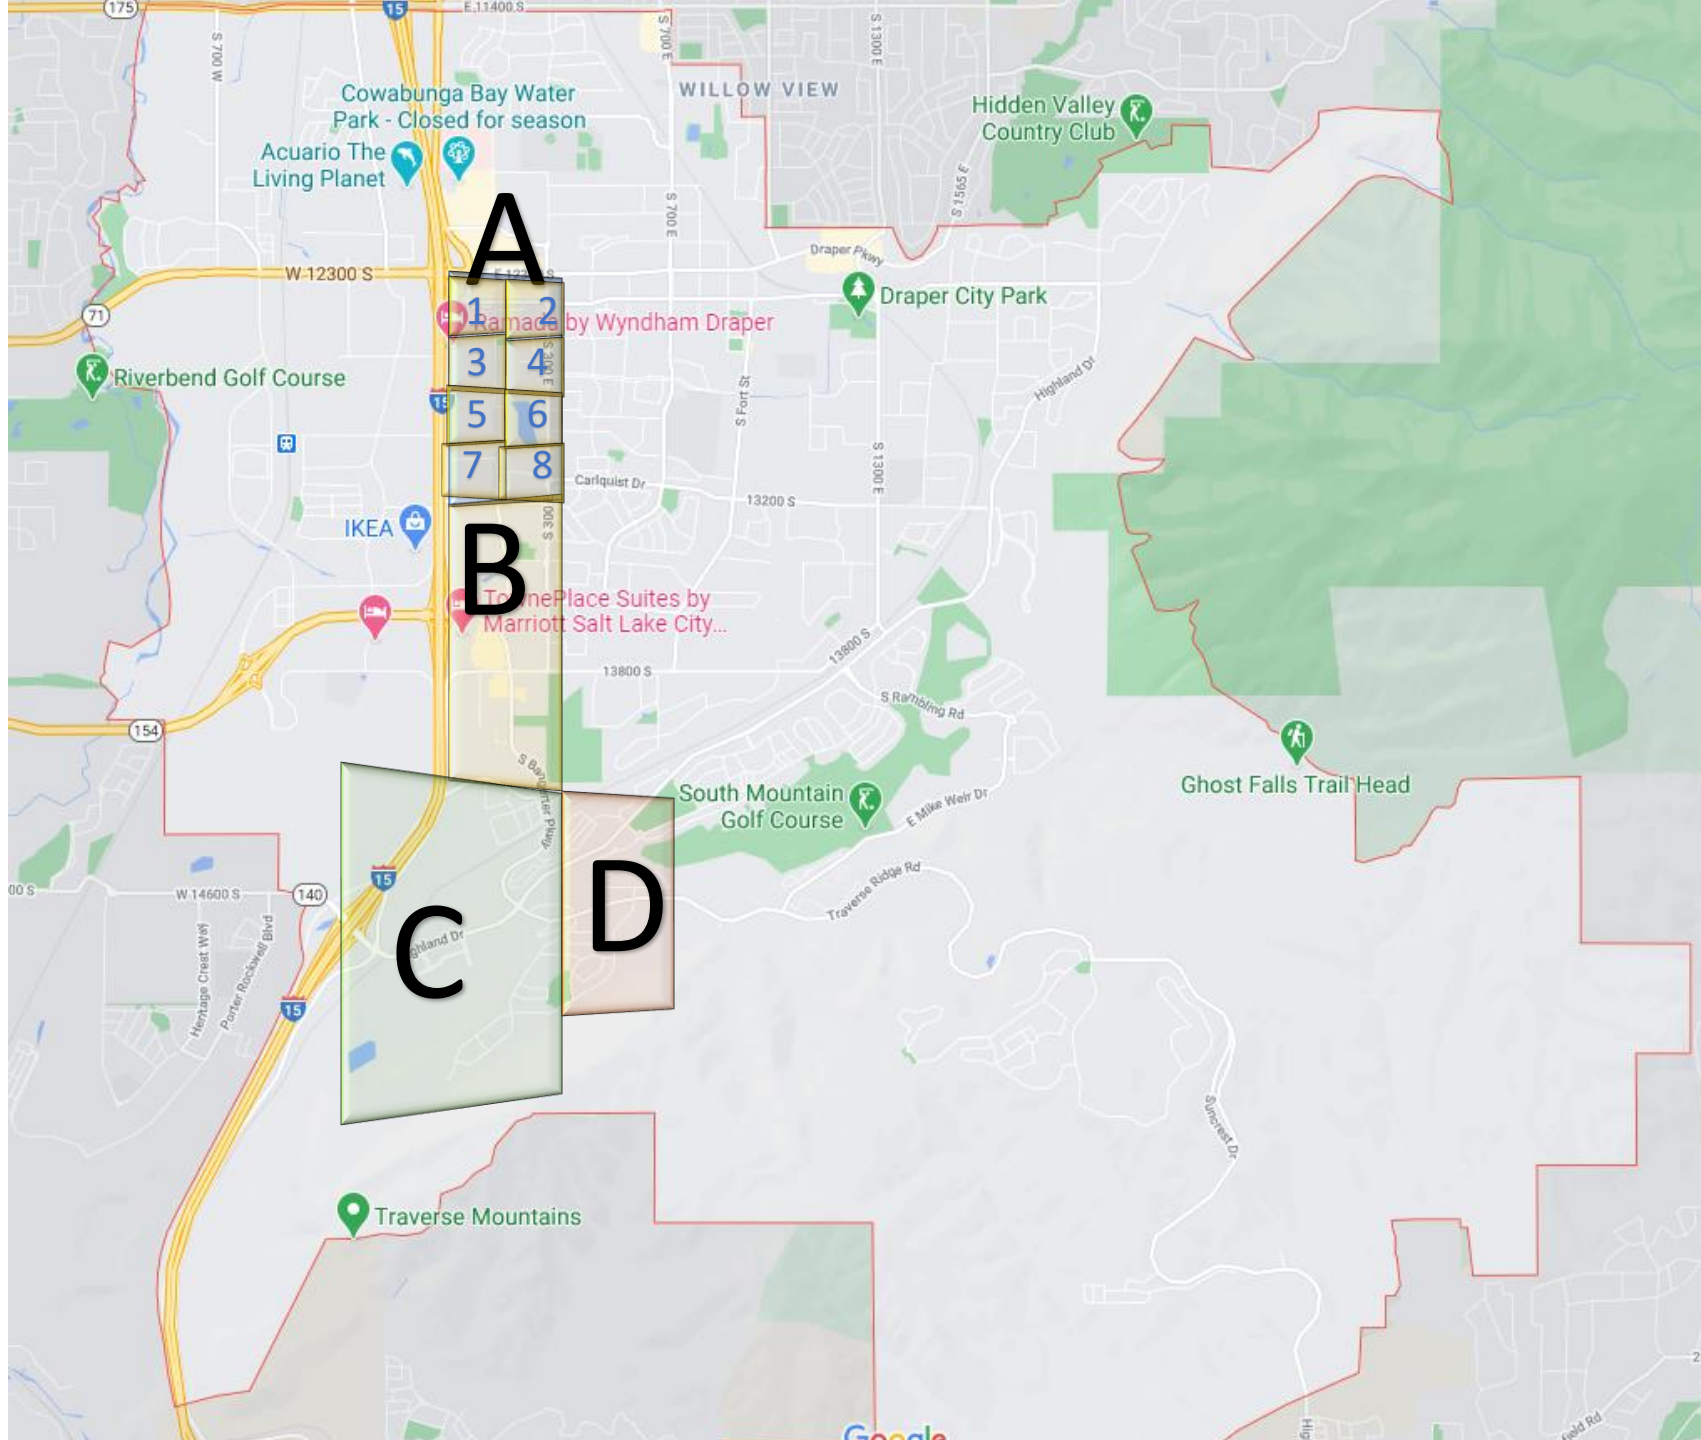 175
15
E 11400 S
S 700 W
S 700 E
S 1300 E
WILLOW VIEW
Cowabunga Bay Water
Park - Closed for season
Hidden Valley
Country Club
Acuario The
Living Planet
S 1565 E
A
S 700 E
Draper Pkwy
W 12300 S
Draper City Park
71
1
2
Ramada by Wyndham Draper
3
4
S 300 E
Highland Dr
Riverbend Golf Course
15
5
6
S Fort St
7
8
S 1300 E
Carlquist Dr
13200 S
IKEA
B
TownePlace Suites by
Marriott Salt Lake City...
13800 S
13800 S
S Rambling Rd
154
S Bangerter Pkwy
Ghost Falls Trail Head
South Mountain
Golf Course
E Mike Weir Dr
15
D
Traverse Ridge Rd
W 14600 S
140
C
Highland Dr
Heritage Crest Way
Porter Rockwell Blvd
15
Suncrest Dr
Traverse Mountains
Google